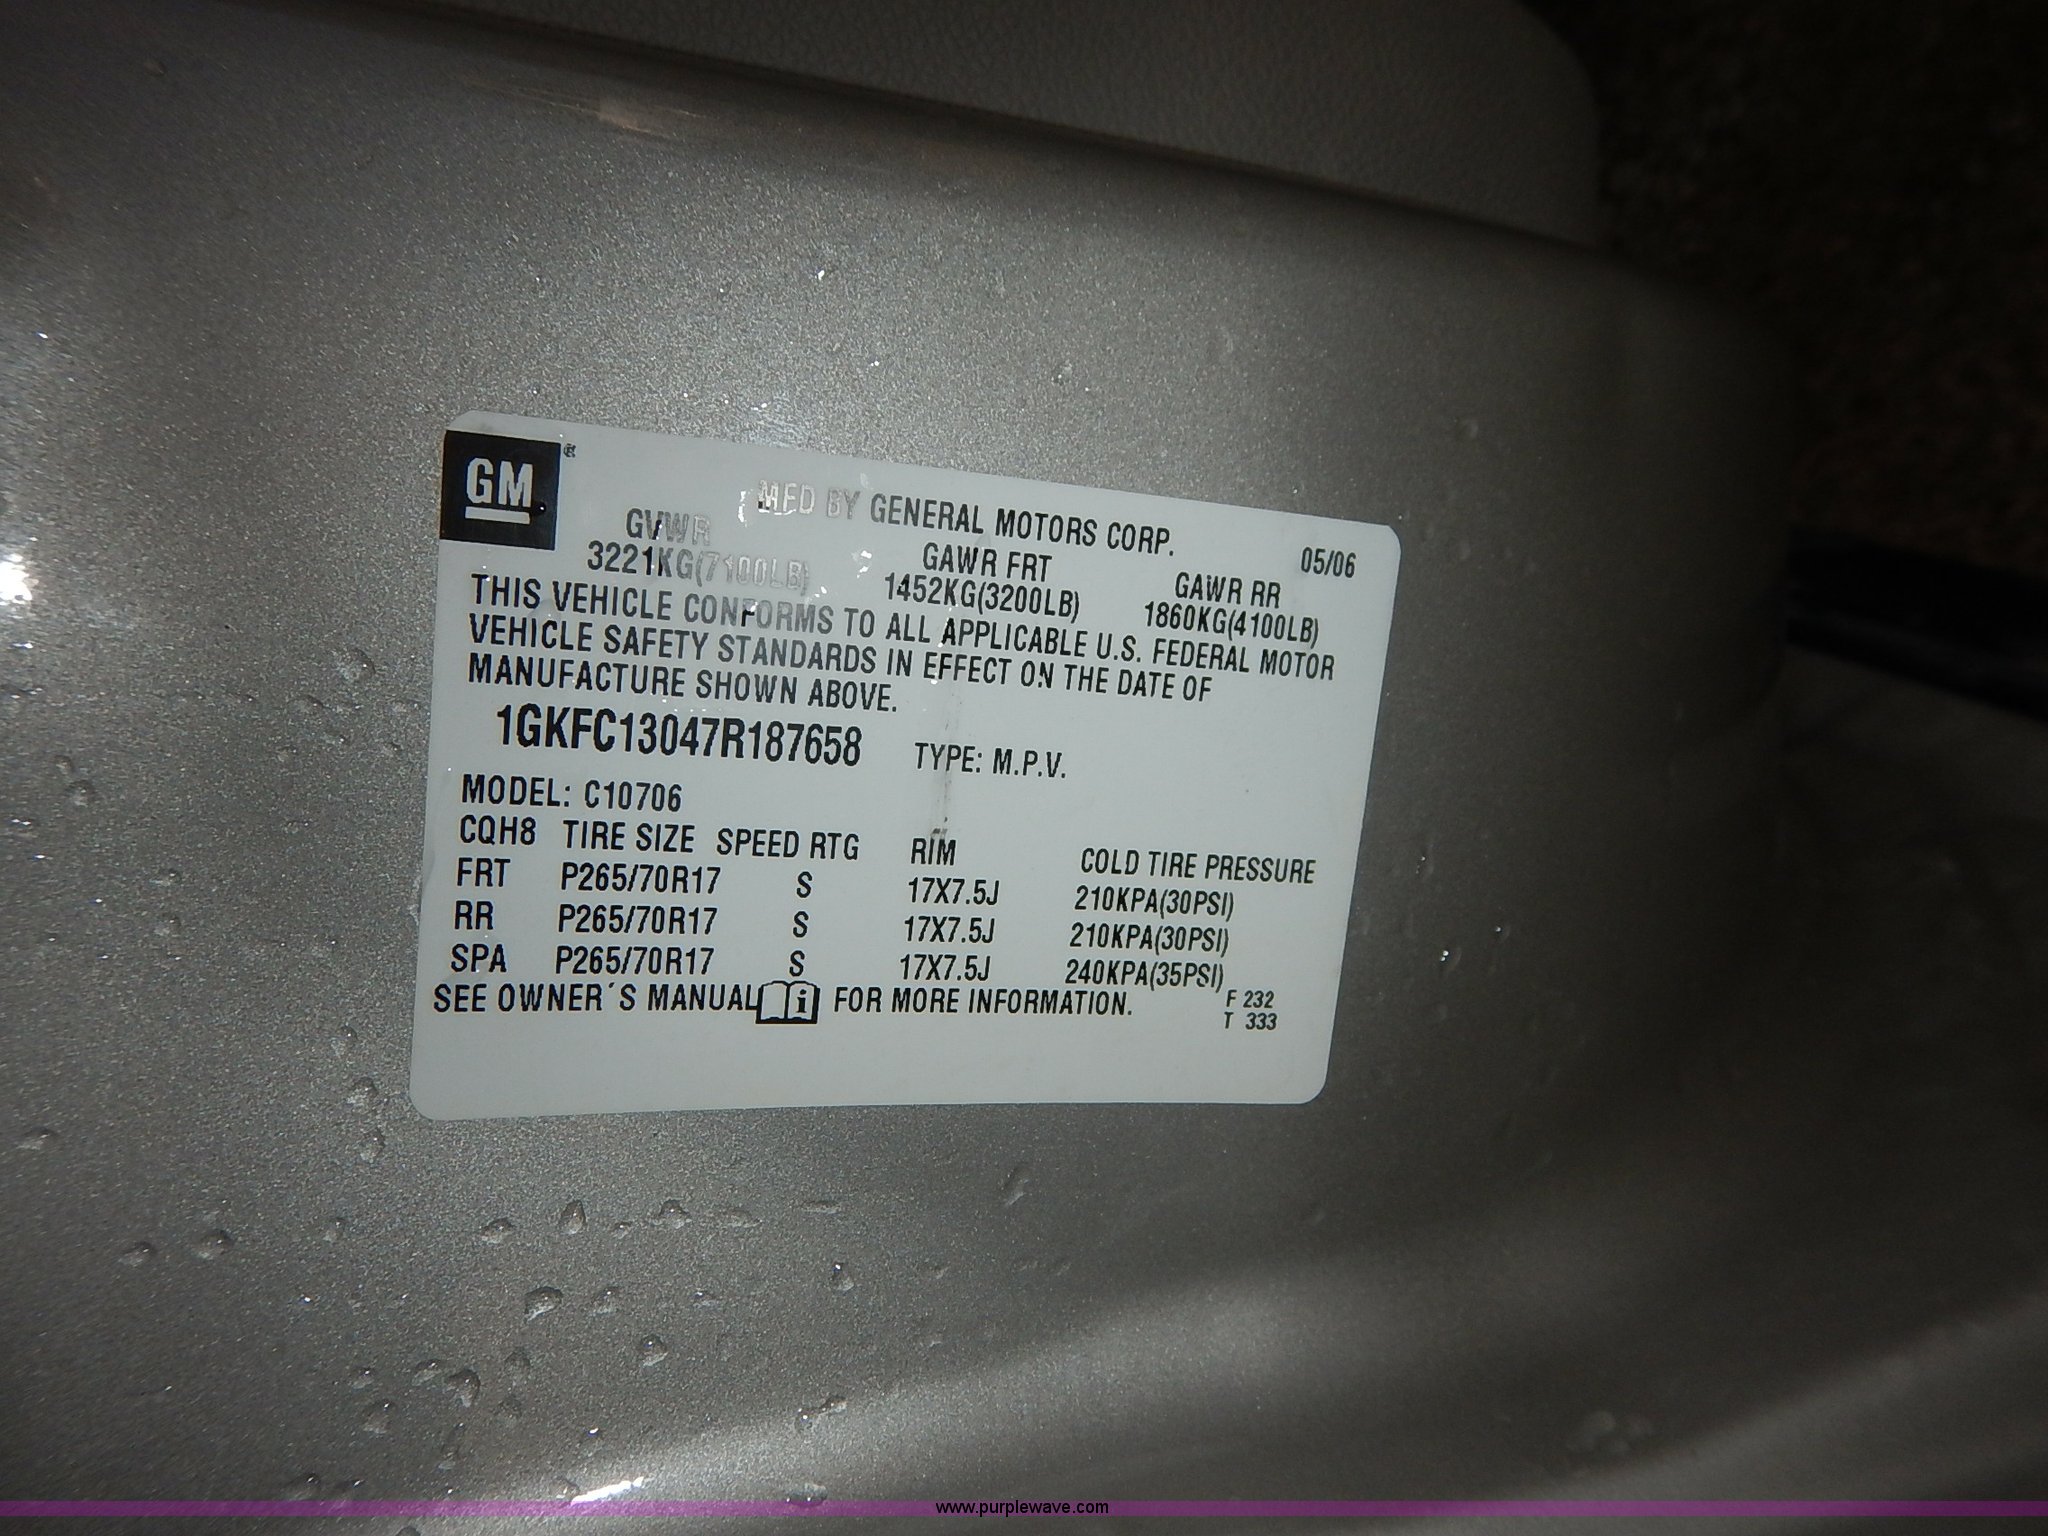 GM
MFD BY GENERAL MOTORS CORP.
05/06
GVWR GAWR FRT GAWR RR
3221KG(7100LB) 1452KG(3200LB) 1860KG(4100LB)
THIS VEHICLE CONFORMS TO ALL APPLICABLE U.S. FEDERAL MOTOR
VEHICLE SAFETY STANDARDS IN EFFECT ON THE DATE OF
MANUFACTURE SHOWN ABOVE.
1GKFC13047R187658 TYPE: M.P.V.
MODEL: C10706
CQH8 TIRE SIZE SPEED RTG RIM COLD TIRE PRESSURE
FRT P265/70R17 S 17X7.5J 210KPA(30PSI)
RR P265/70R17 S 17X7.5J 210KPA(30PSI)
SPA P265/70R17 S 17X7.5J 240KPA(35PSI)
SEE OWNER´S MANUAL i FOR MORE INFORMATION.
F 232
T 333
www.purplewave.com